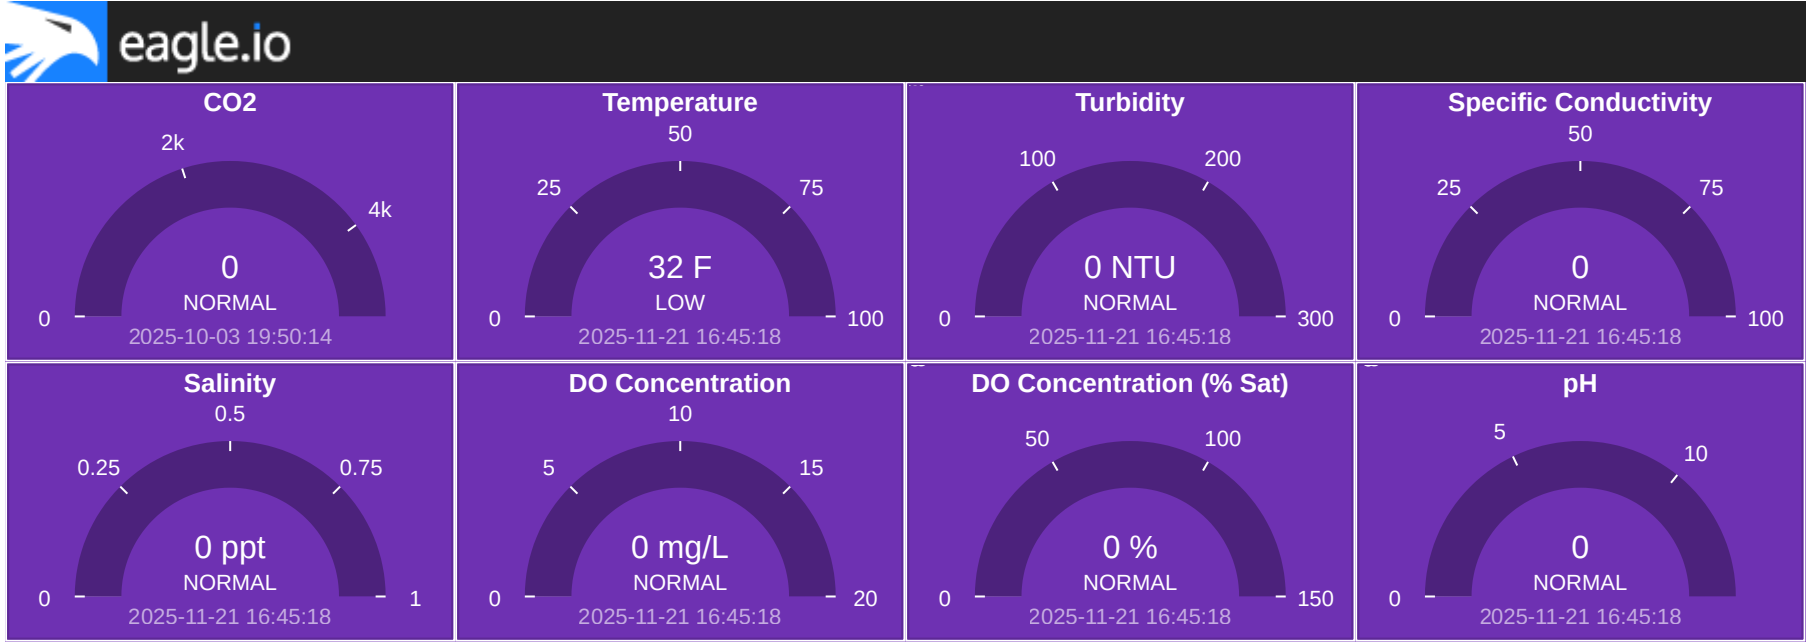 eagle.io
CO2
2k
4k
0
NORMAL
0
2025-10-03 19:50:14
Temperature
50
25
75
32 F
LOW
0
100
2025-11-21 16:45:18
Turbidity
100
200
0 NTU
NORMAL
0
300
2025-11-21 16:45:18
Specific Conductivity
50
25
75
0
NORMAL
0
100
2025-11-21 16:45:18
Salinity
0.5
0.25
0.75
0 ppt
NORMAL
0
1
2025-11-21 16:45:18
DO Concentration
10
5
15
0 mg/L
NORMAL
0
20
2025-11-21 16:45:18
DO Concentration (% Sat)
50
100
0 %
NORMAL
0
150
2025-11-21 16:45:18
pH
5
10
0
NORMAL
0
2025-11-21 16:45:18